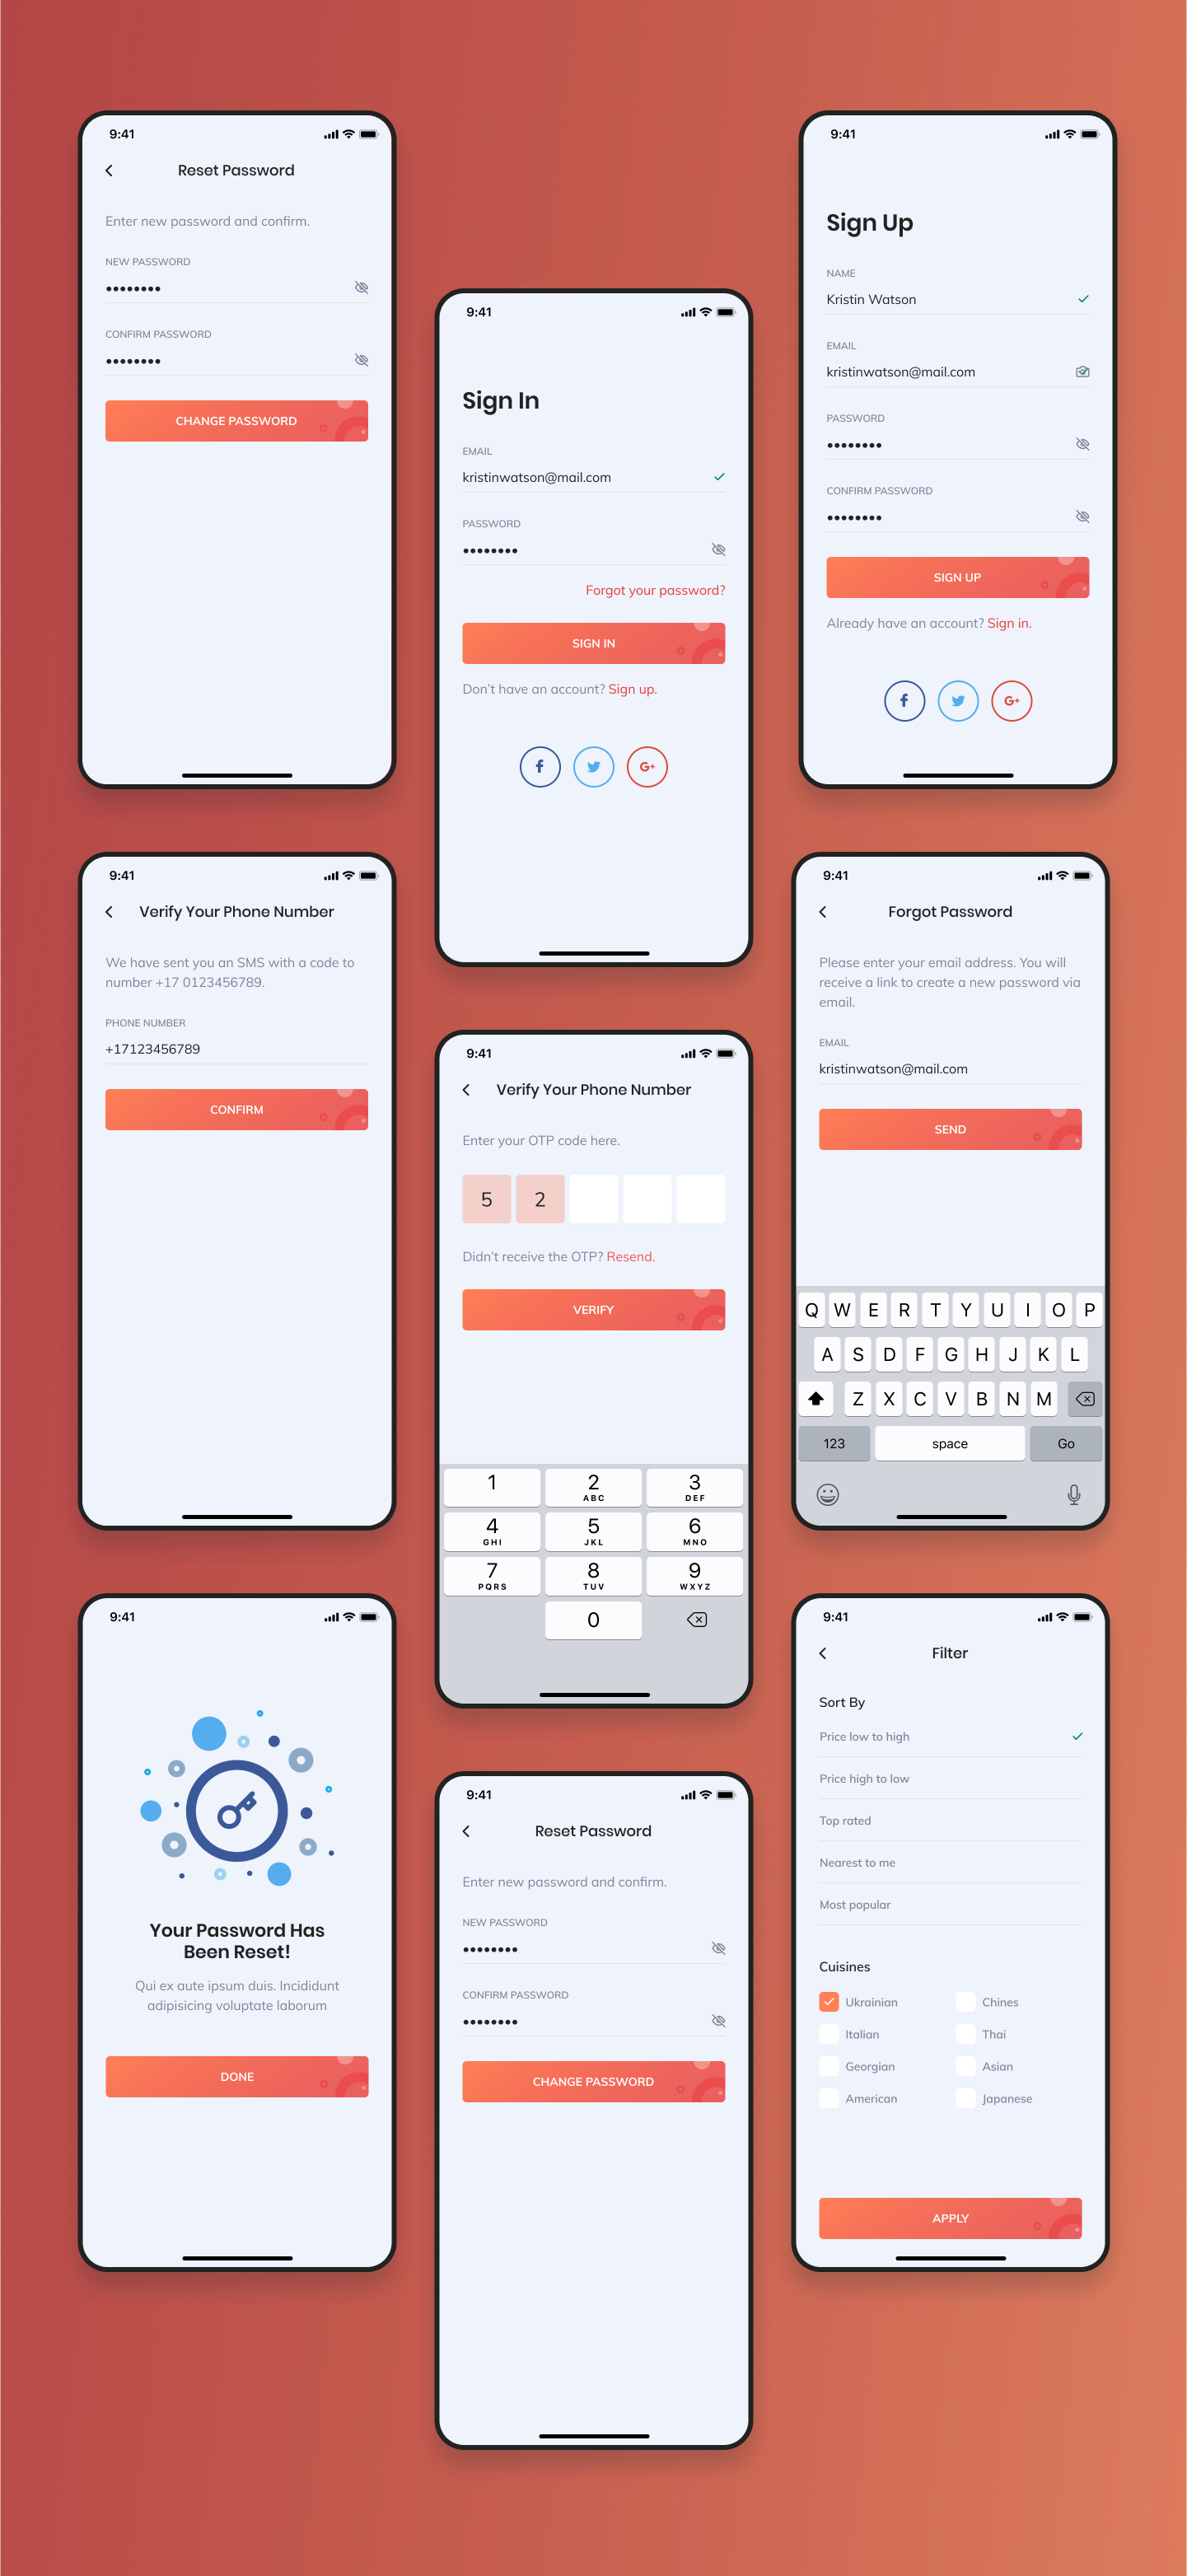 9:41
Reset Password
Enter new password and confirm.
NEW PASSWORD
••••••••
CONFIRM PASSWORD
••••••••
CHANGE PASSWORD
9:41
Sign In
EMAIL
kristinwatson@mail.com
PASSWORD
••••••••
Forgot your password?
SIGN IN
Don't have an account? Sign up.
f
G+
9:41
Sign Up
NAME
Kristin Watson
EMAIL
kristinwatson@mail.com
PASSWORD
••••••••
CONFIRM PASSWORD
••••••••
SIGN UP
Already have an account? Sign in.
f
G+
9:41
Verify Your Phone Number
We have sent you an SMS with a code to
number +17 0123456789.
PHONE NUMBER
+17123456789
CONFIRM
9:41
Verify Your Phone Number
Enter your OTP code here.
5 2
Didn't receive the OTP? Resend.
VERIFY
1 2 3
ABC DEF
4 5 6
GHI JKL MNO
7 8 9
PQRS TUV WXYZ
0
9:41
Forgot Password
Please enter your email address. You will
receive a link to create a new password via
email.
EMAIL
kristinwatson@mail.com
SEND
Q W E R T Y U I O P
A S D F G H J K L
Z X C V B N M
123 space Go
9:41
Your Password Has
Been Reset!
Qui ex aute ipsum duis. Incididunt
adipisicing voluptate laborum
DONE
9:41
Reset Password
Enter new password and confirm.
NEW PASSWORD
••••••••
CONFIRM PASSWORD
••••••••
CHANGE PASSWORD
9:41
Filter
Sort By
Price low to high
Price high to low
Top rated
Nearest to me
Most popular
Cuisines
Ukrainian Chines
Italian Thai
Georgian Asian
American Japanese
APPLY